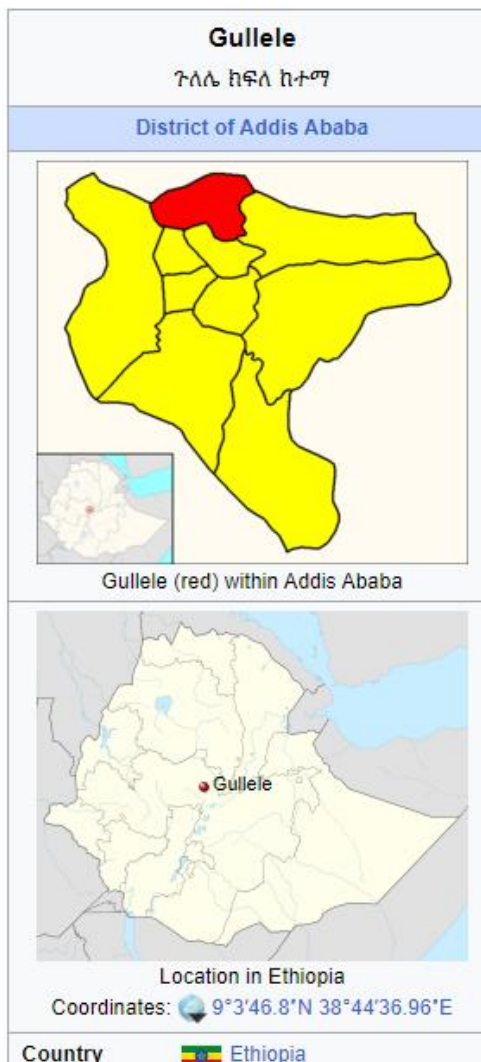 Gullele
ጉለሌ ክፍለ ከተማ
District of Addis Ababa
Gullele (red) within Addis Ababa
Gullele
Location in Ethiopia
Coordinates: 9°3′46.8″N 38°44′36.96″E
Country Ethiopia